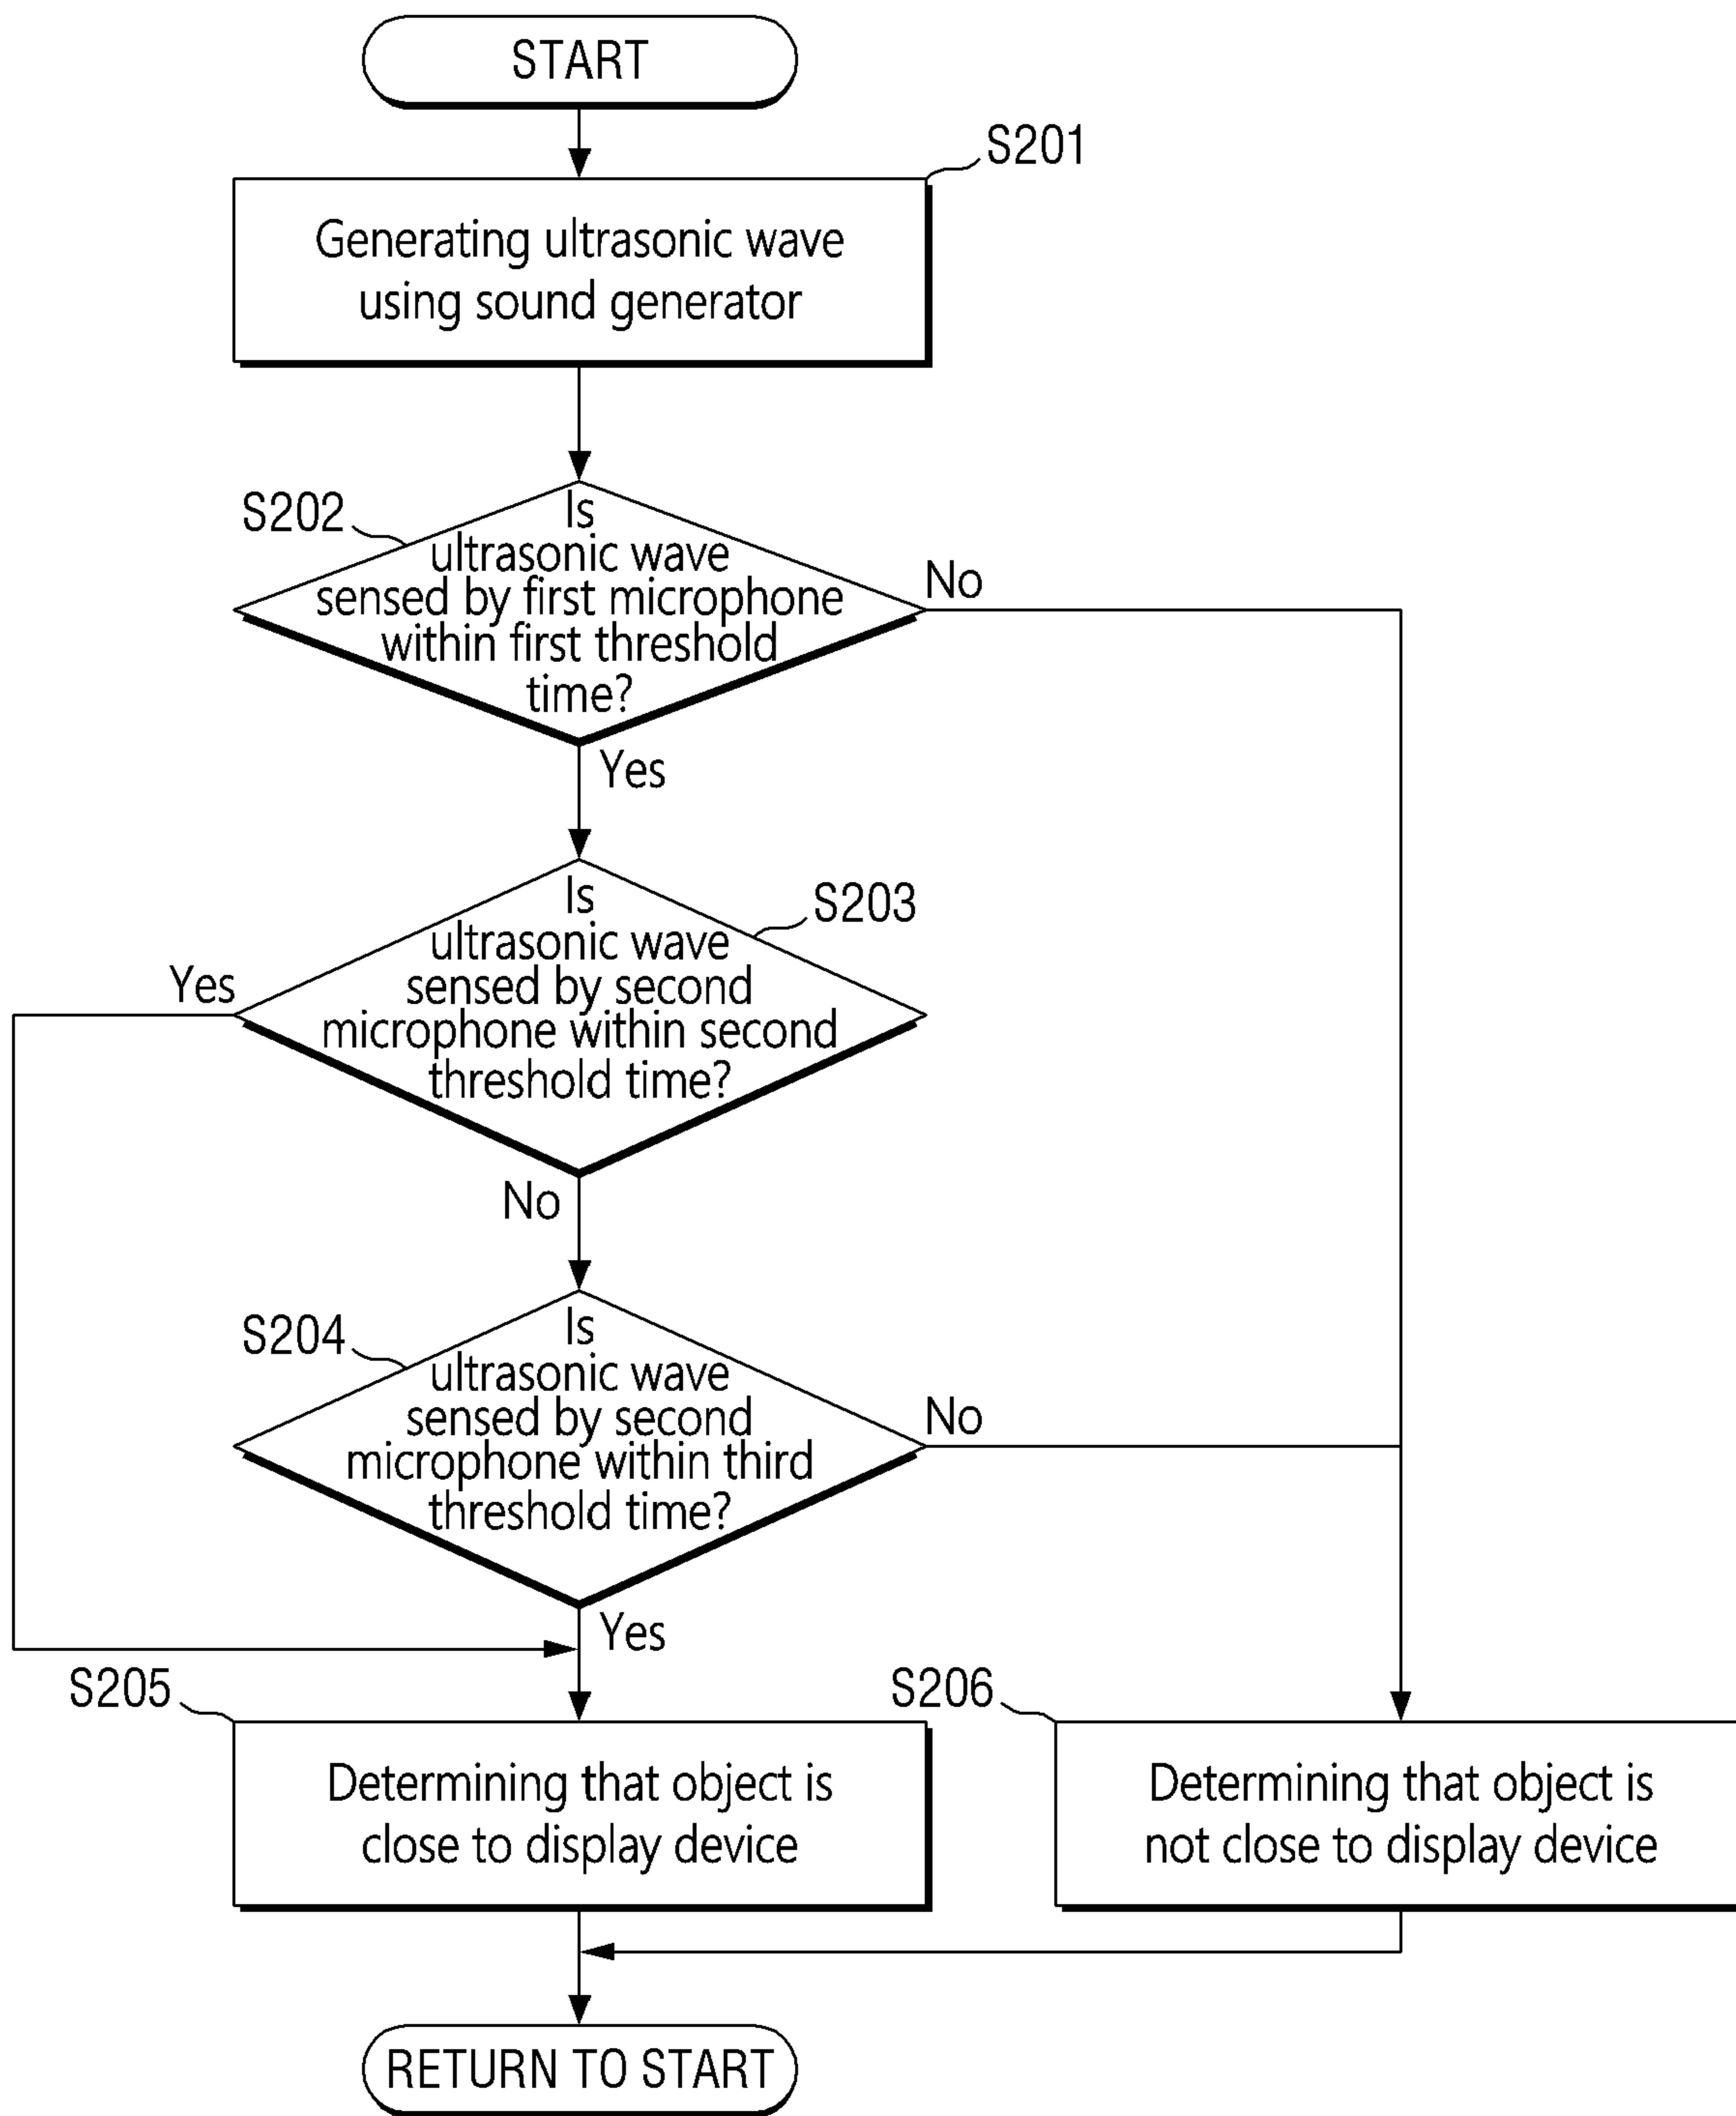 START
S201
Generating ultrasonic wave
using sound generator
S202
Is
ultrasonic wave
sensed by first microphone
within first threshold
time?
No
Yes
S203
Is
ultrasonic wave
sensed by second
microphone within second
threshold time?
Yes
No
S204
Is
ultrasonic wave
sensed by second
microphone within third
threshold time?
No
Yes
S205
Determining that object is
close to display device
S206
Determining that object is
not close to display device
RETURN TO START